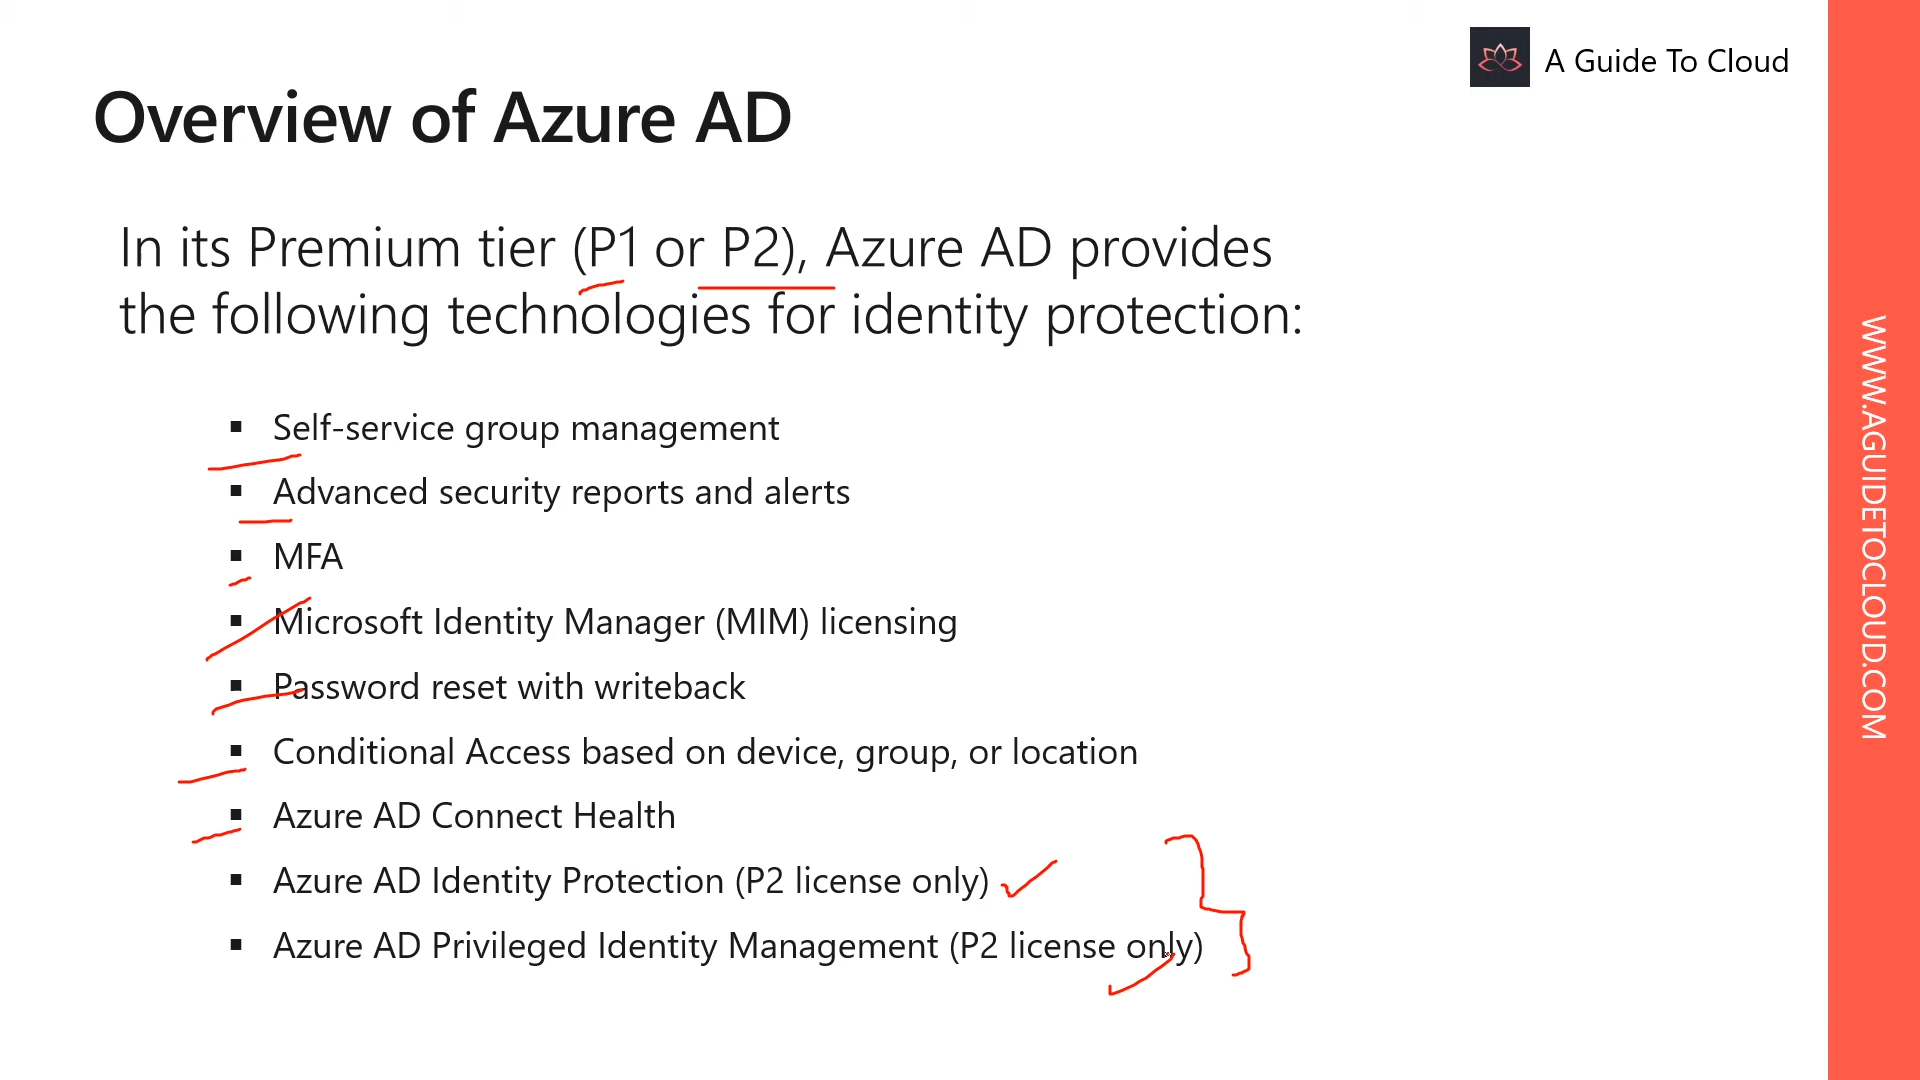 A Guide To Cloud
Overview of Azure AD
In its Premium tier (P1 or P2), Azure AD provides
the following technologies for identity protection:
▪ Self-service group management
▪ Advanced security reports and alerts
▪ MFA
▪ Microsoft Identity Manager (MIM) licensing
▪ Password reset with writeback
▪ Conditional Access based on device, group, or location
▪ Azure AD Connect Health
▪ Azure AD Identity Protection (P2 license only)
▪ Azure AD Privileged Identity Management (P2 license only)
WWW.AGUIDETOCLOUD.COM